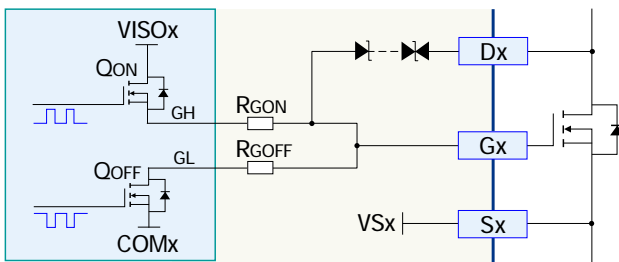 VISOx
QON
GH
RGON
Dx
GL
RGOFF
Gx
QOFF
VSx
Sx
COMx